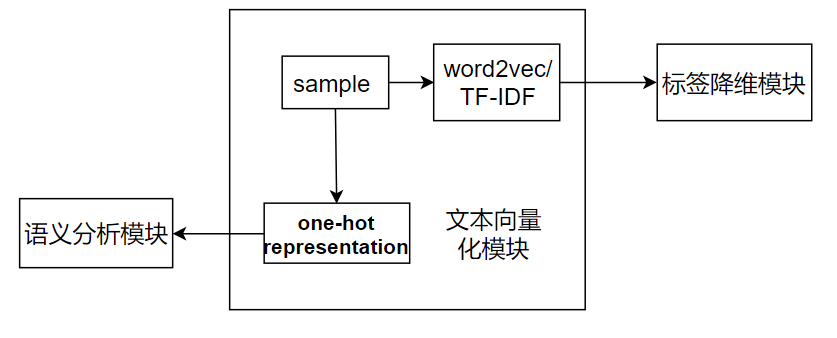 sample
word2vec/
TF-IDF
标签降维模块
语义分析模块
one-hot
representation
文本向量
化模块